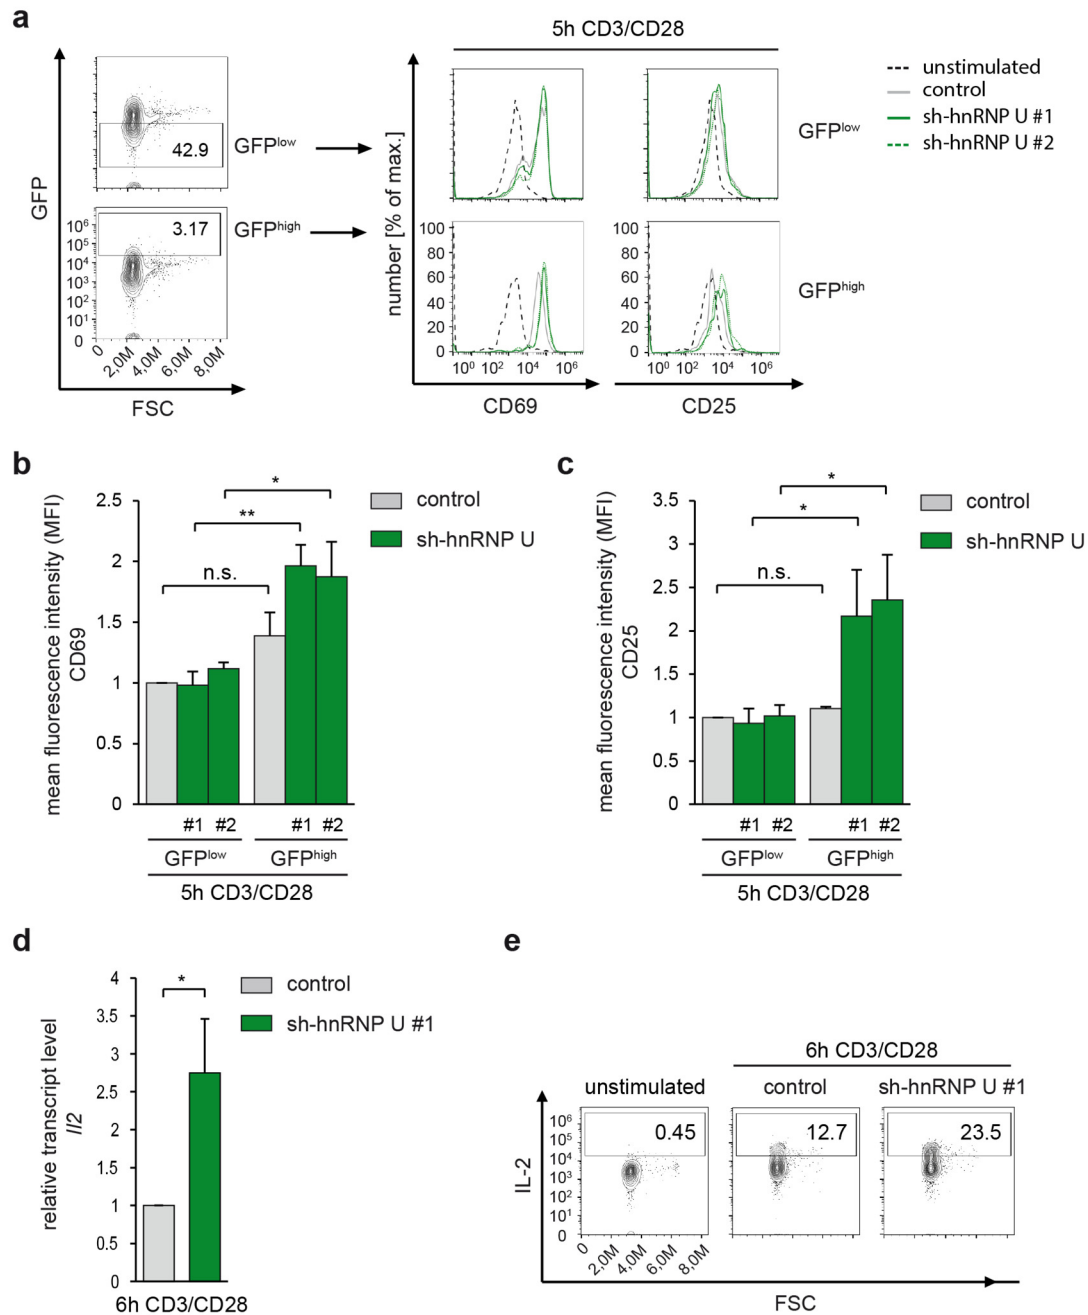 a
5h CD3/CD28
GFP
42.9
GFPlow
3.17
GFPhigh
10⁶
10⁵
10⁴
10³
10²
10¹
0
0
2,0M
4,0M
6,0M
8,0M
FSC
number [% of max.]
100
80
60
40
20
0
10⁰ 10² 10⁴ 10⁶
10⁰ 10² 10⁴ 10⁶
CD69
CD25
GFPlow
GFPhigh
unstimulated
control
sh-hnRNP U #1
sh-hnRNP U #2
b
mean fluorescence intensity (MFI)
CD69
2.5
2
1.5
1
0.5
0
n.s.
**
*
control
sh-hnRNP U
#1 #2 #1 #2
GFPlow GFPhigh
5h CD3/CD28
c
mean fluorescence intensity (MFI)
CD25
3.5
3
2.5
2
1.5
1
0.5
0
n.s.
*
*
control
sh-hnRNP U
#1 #2 #1 #2
GFPlow GFPhigh
5h CD3/CD28
d
relative transcript level
Il2
4
3.5
3
2.5
2
1.5
1
0.5
0
*
control
sh-hnRNP U #1
6h CD3/CD28
e
6h CD3/CD28
unstimulated control sh-hnRNP U #1
IL-2
10⁶
10⁵
10⁴
10³
10²
10¹
0
0.45
12.7
23.5
0
2,0M
4,0M
6,0M
8,0M
FSC